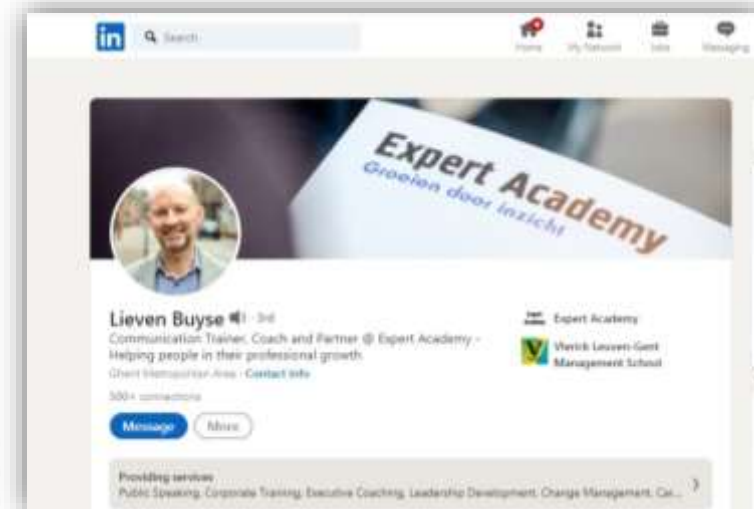 in Search
Home My Network Jobs Messaging
Expert Academy
Groeien door inzicht
Lieven Buyse · 3rd
Communication Trainer, Coach and Partner @ Expert Academy -
Helping people in their professional growth
Ghent Metropolitan Area · Contact info
500+ connections
Message More
Expert Academy
Vlerick Leuven Gent
Management School
Providing services
Public Speaking, Corporate Training, Executive Coaching, Leadership Development, Change Management, Car...